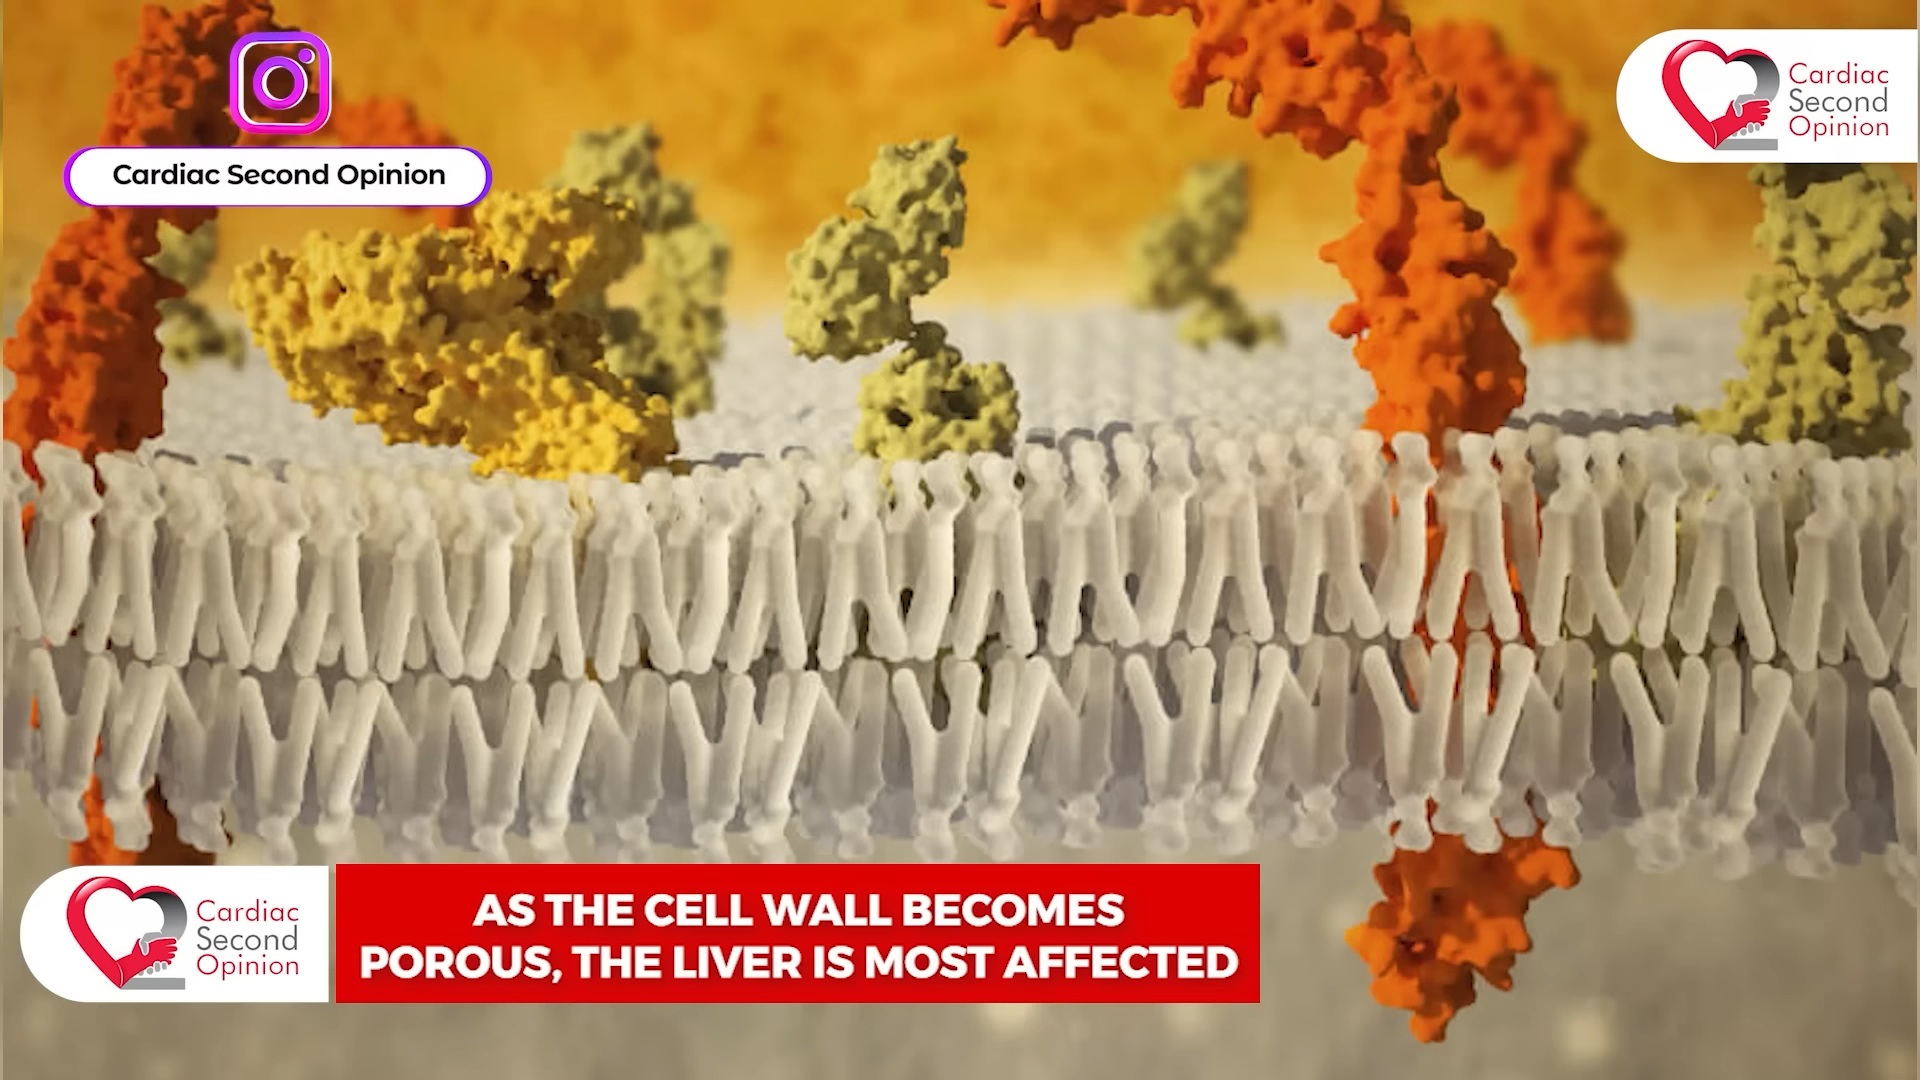 Cardiac Second Opinion
Cardiac
Second
Opinion
AS THE CELL WALL BECOMES
POROUS, THE LIVER IS MOST AFFECTED
Cardiac
Second
Opinion